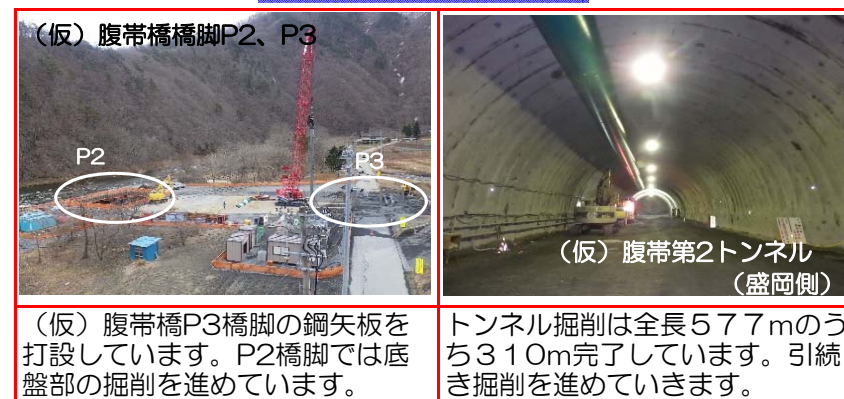 （仮）腹帯橋橋脚P2、P3
P2
P3
（仮）腹帯第2トンネル
（盛岡側）
（仮）腹帯橋P3橋脚の鋼矢板を
打設しています。P2橋脚では底
盤部の掘削を進めています。
トンネル掘削は全長５７７ｍのう
ち３１０ｍ完了しています。引続
き掘削を進めていきます。